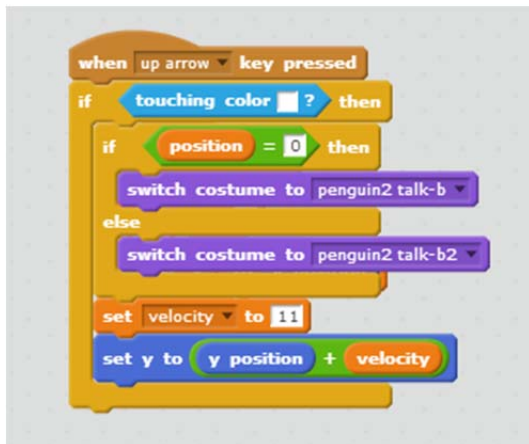 when up arrow key pressed
if touching color ? then
if position = 0 then
switch costume to penguin2 talk-b
else
switch costume to penguin2 talk-b2
set velocity to 11
set y to y position + velocity